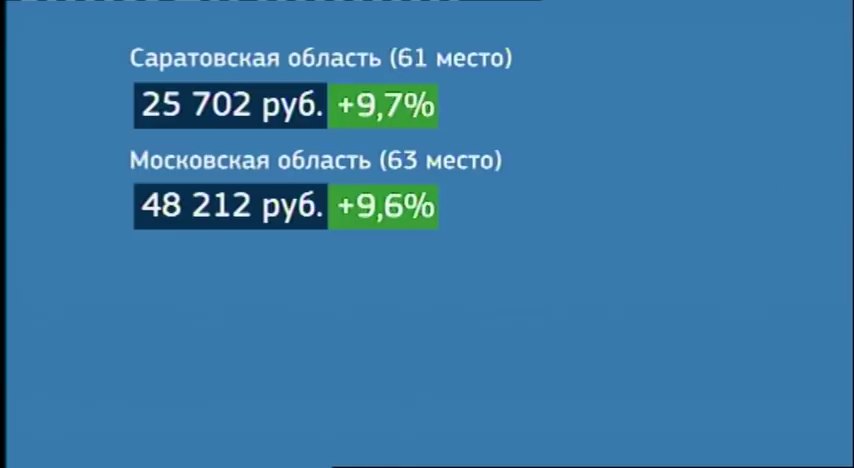 Саратовская область (61 место)
25 702 руб. +9,7%
Московская область (63 место)
48 212 руб. +9,6%